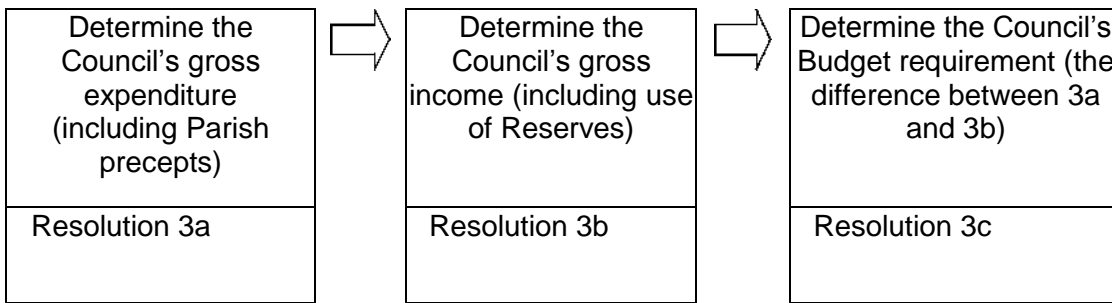 Determine the
Council's gross
expenditure
(including Parish
precepts)
Resolution 3a
Determine the
Council's gross
income (including use
of Reserves)
Resolution 3b
Determine the Council's
Budget requirement (the
difference between 3a
and 3b)
Resolution 3c